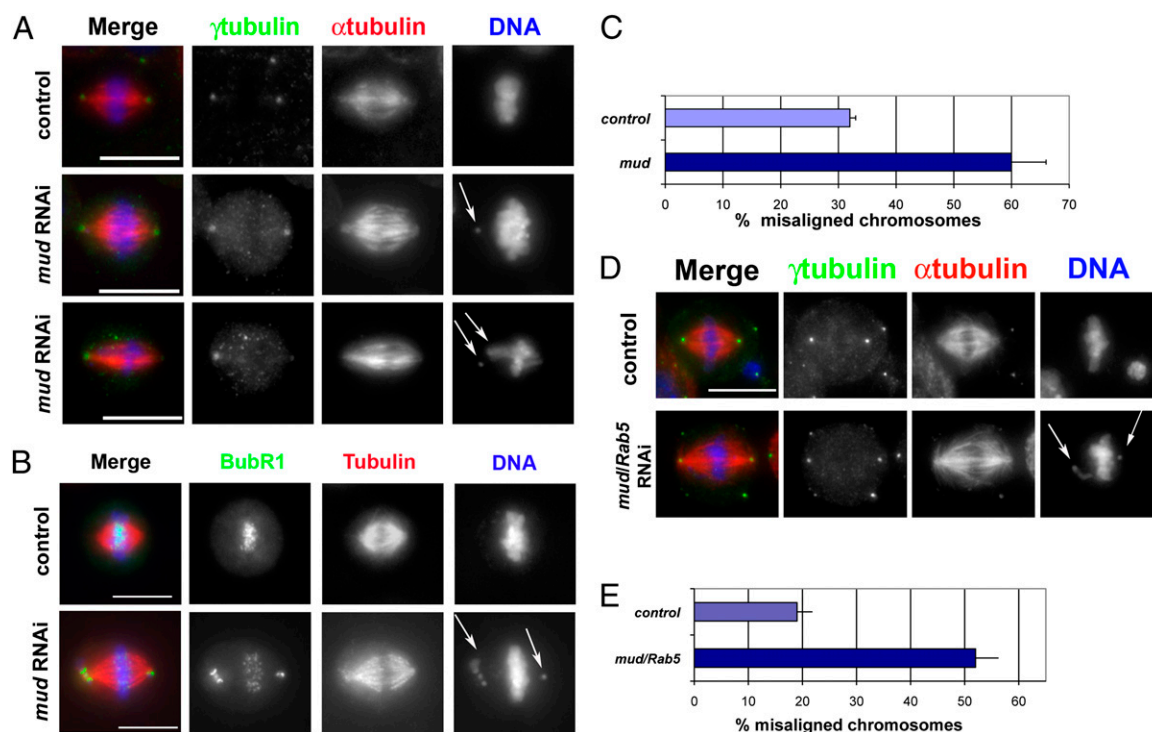 A
Merge γtubulin αtubulin DNA
control
mud RNAi
mud RNAi
B
Merge BubR1 Tubulin DNA
control
mud RNAi
C
control
mud
0 10 20 30 40 50 60 70
% misaligned chromosomes
D
Merge γtubulin αtubulin DNA
control
mud/Rab5
RNAi
E
control
mud/Rab5
0 10 20 30 40 50 60
% misaligned chromosomes